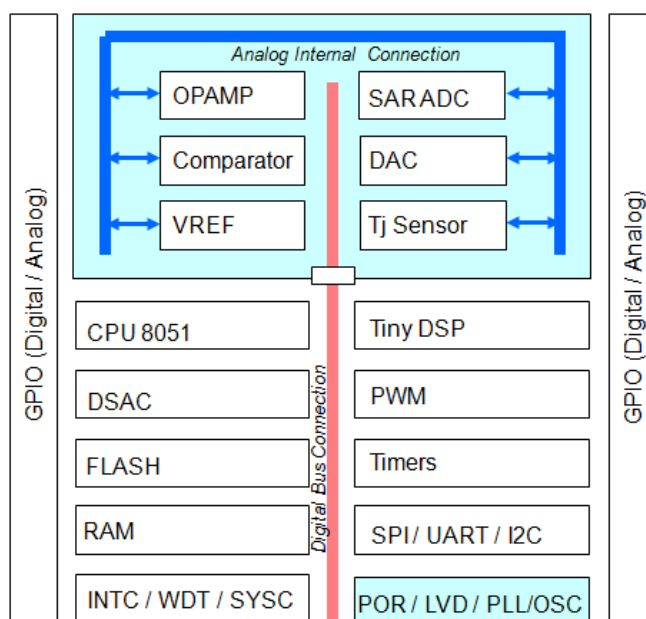 GPIO (Digital / Analog)
Analog Internal Connection
OPAMP
SAR ADC
Comparator
DAC
VREF
Tj Sensor
CPU 8051
Tiny DSP
DSAC
PWM
FLASH
Timers
RAM
SPI / UART / I2C
INTC / WDT / SYSC
POR / LVD / PLL/OSC
Digital Bus Connection
GPIO (Digital / Analog)